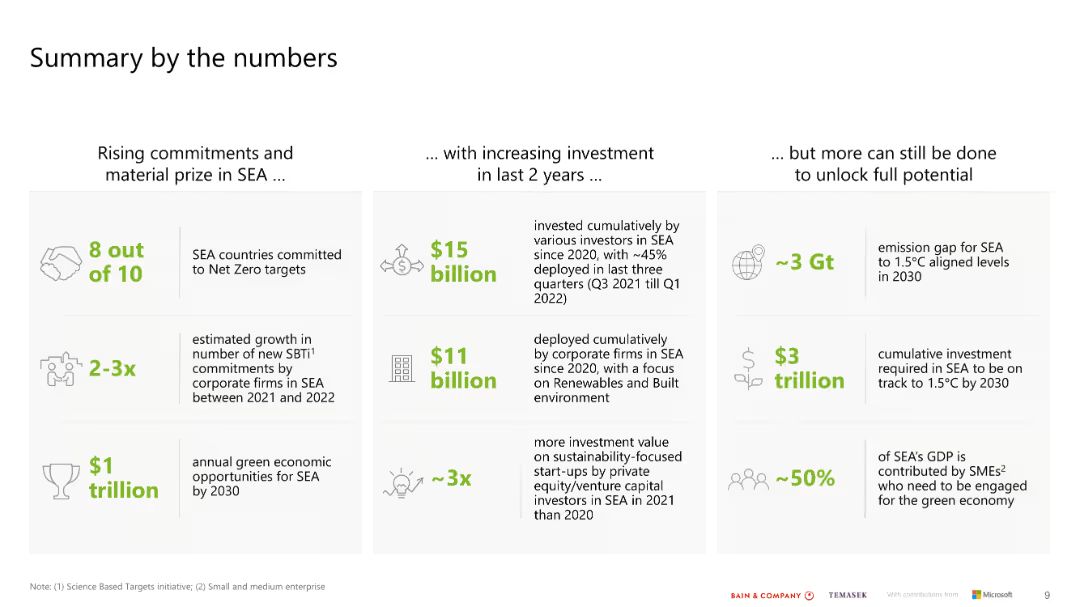 Summary by the numbers
Rising commitments and
material prize in SEA ...
8 out
of 10
SEA countries committed
to Net Zero targets
2-3x
estimated growth in
number of new SBTi¹
commitments by
corporate firms in SEA
between 2021 and 2022
$1
trillion
annual green economic
opportunities for SEA
by 2030
... with increasing investment
in last 2 years ...
$15
billion
invested cumulatively by
various investors in SEA
since 2020, with ~45%
deployed in last three
quarters (Q3 2021 till Q1
2022)
$11
billion
deployed cumulatively
by corporate firms in SEA
since 2020, with a focus
on Renewables and Built
environment
~3x
more investment value
on sustainability-focused
start-ups by private
equity/venture capital
investors in SEA in 2021
than 2020
... but more can still be done
to unlock full potential
~3 Gt
emission gap for SEA
to 1.5°C aligned levels
in 2030
$3
trillion
cumulative investment
required in SEA to be on
track to 1.5°C by 2030
~50%
of SEA's GDP is
contributed by SMEs²
who need to be engaged
for the green economy
Note: (1) Science Based Targets initiative; (2) Small and medium enterprise
BAIN & COMPANY
TEMASEK
With contributions from
Microsoft
9